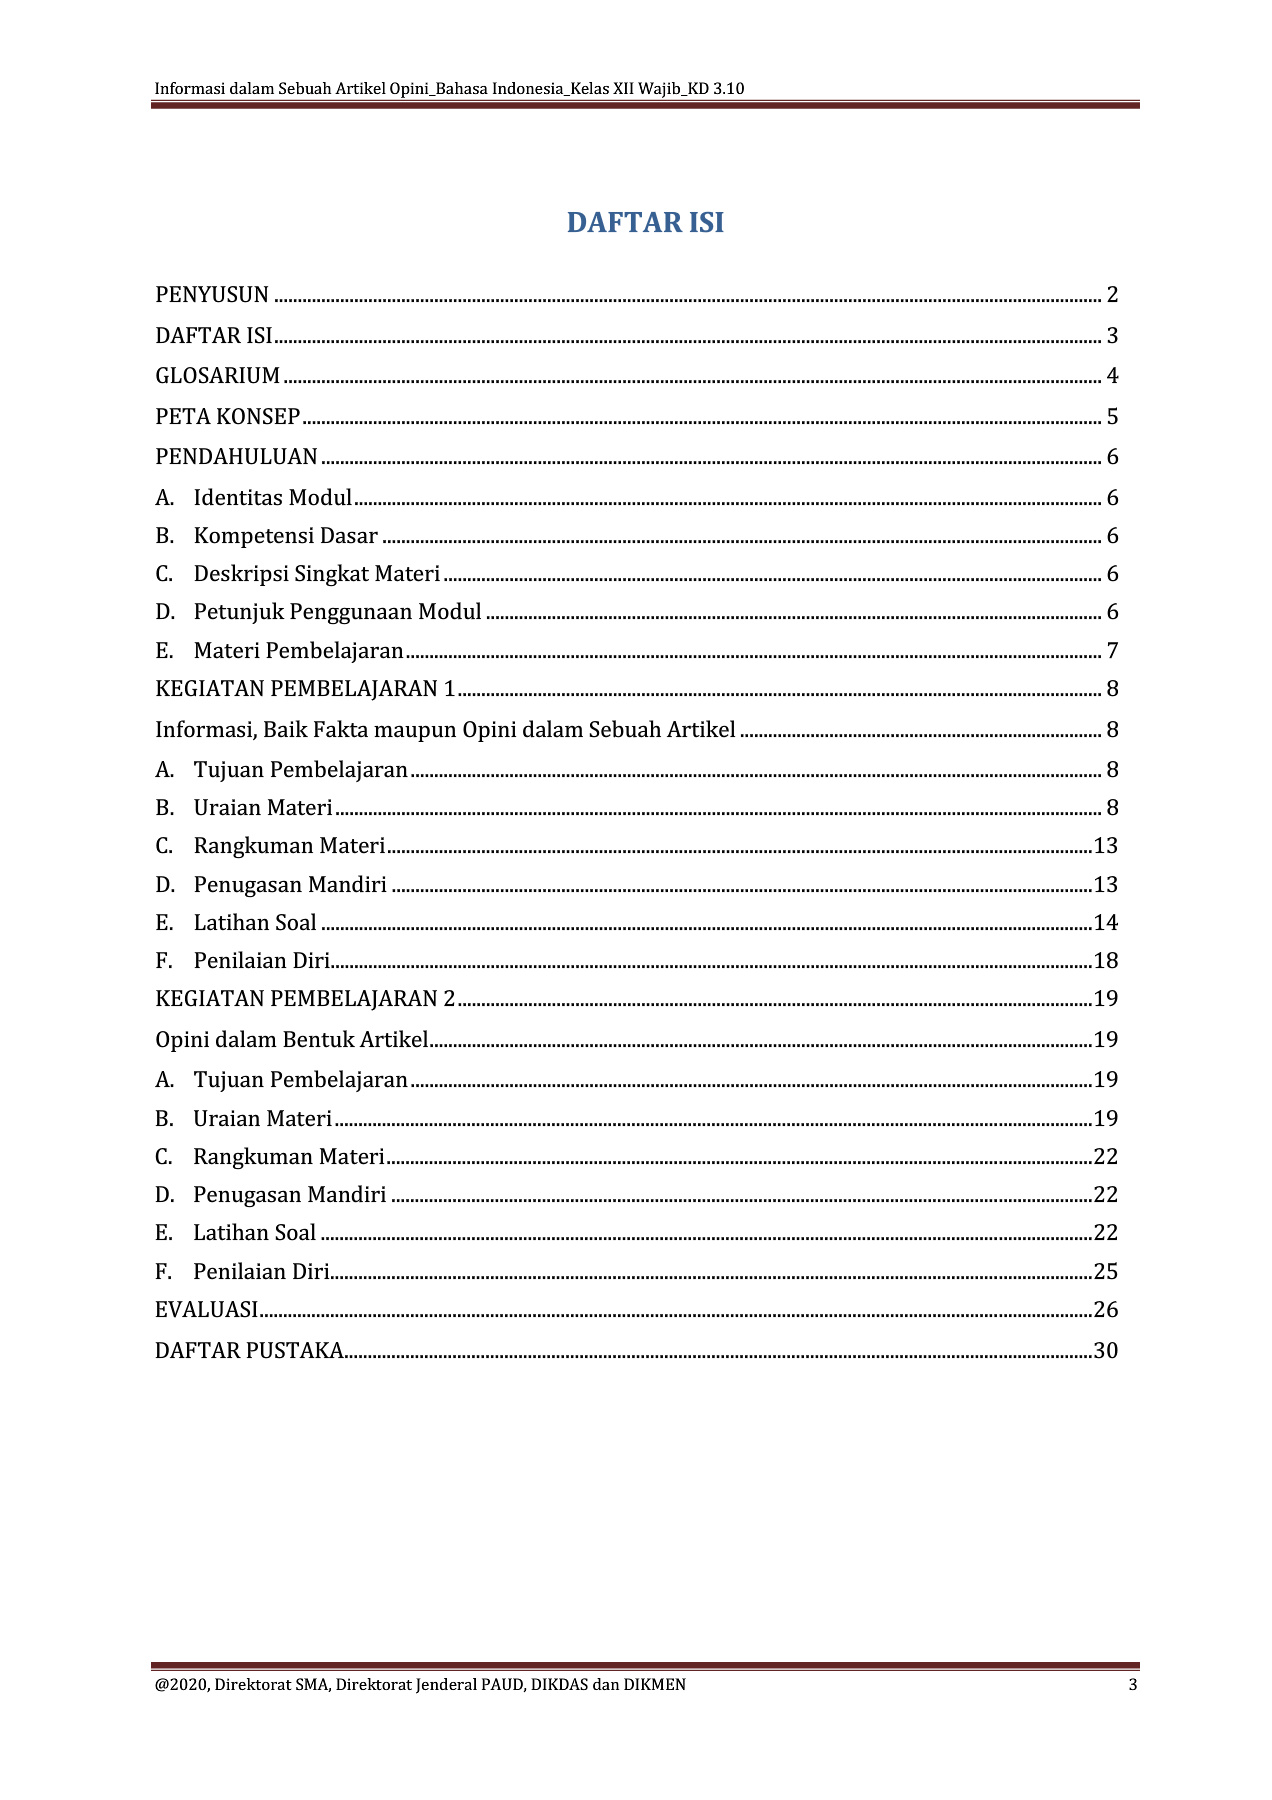 Informasi dalam Sebuah Artikel Opini_Bahasa Indonesia_Kelas XII Wajib_KD 3.10
DAFTAR ISI
PENYUSUN ........................................ 2
DAFTAR ISI ........................................ 3
GLOSARIUM ........................................ 4
PETA KONSEP ........................................ 5
PENDAHULUAN ........................................ 6
A. Identitas Modul ........................................ 6
B. Kompetensi Dasar ........................................ 6
C. Deskripsi Singkat Materi ........................................ 6
D. Petunjuk Penggunaan Modul ........................................ 6
E. Materi Pembelajaran ........................................ 7
KEGIATAN PEMBELAJARAN 1 ........................................ 8
Informasi, Baik Fakta maupun Opini dalam Sebuah Artikel ........................................ 8
A. Tujuan Pembelajaran ........................................ 8
B. Uraian Materi ........................................ 8
C. Rangkuman Materi ........................................ 13
D. Penugasan Mandiri ........................................ 13
E. Latihan Soal ........................................ 14
F. Penilaian Diri ........................................ 18
KEGIATAN PEMBELAJARAN 2 ........................................ 19
Opini dalam Bentuk Artikel ........................................ 19
A. Tujuan Pembelajaran ........................................ 19
B. Uraian Materi ........................................ 19
C. Rangkuman Materi ........................................ 22
D. Penugasan Mandiri ........................................ 22
E. Latihan Soal ........................................ 22
F. Penilaian Diri ........................................ 25
EVALUASI ........................................ 26
DAFTAR PUSTAKA ........................................ 30
@2020, Direktorat SMA, Direktorat Jenderal PAUD, DIKDAS dan DIKMEN 3